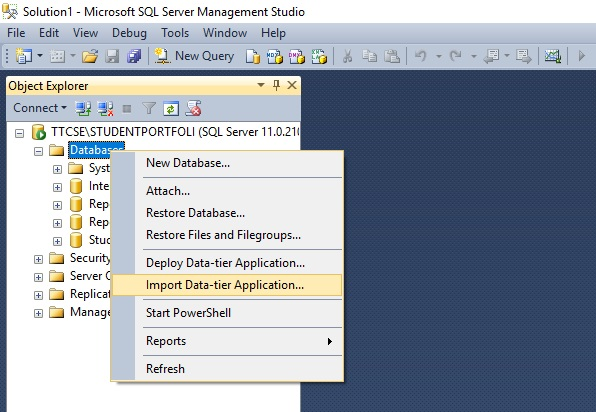 Solution1 - Microsoft SQL Server Management Studio
File Edit View Debug Tools Window Help
New Query
Object Explorer
Connect
TTCSE\STUDENTPORTFOLI (SQL Server 11.0.210
Databases
New Database...
Syst
Attach...
Inte
Restore Database...
Repo
Restore Files and Filegroups...
Repo
Stud
Security
Deploy Data-tier Application...
Server O
Import Data-tier Application...
Replicat
Manage
Start PowerShell
Reports
Refresh